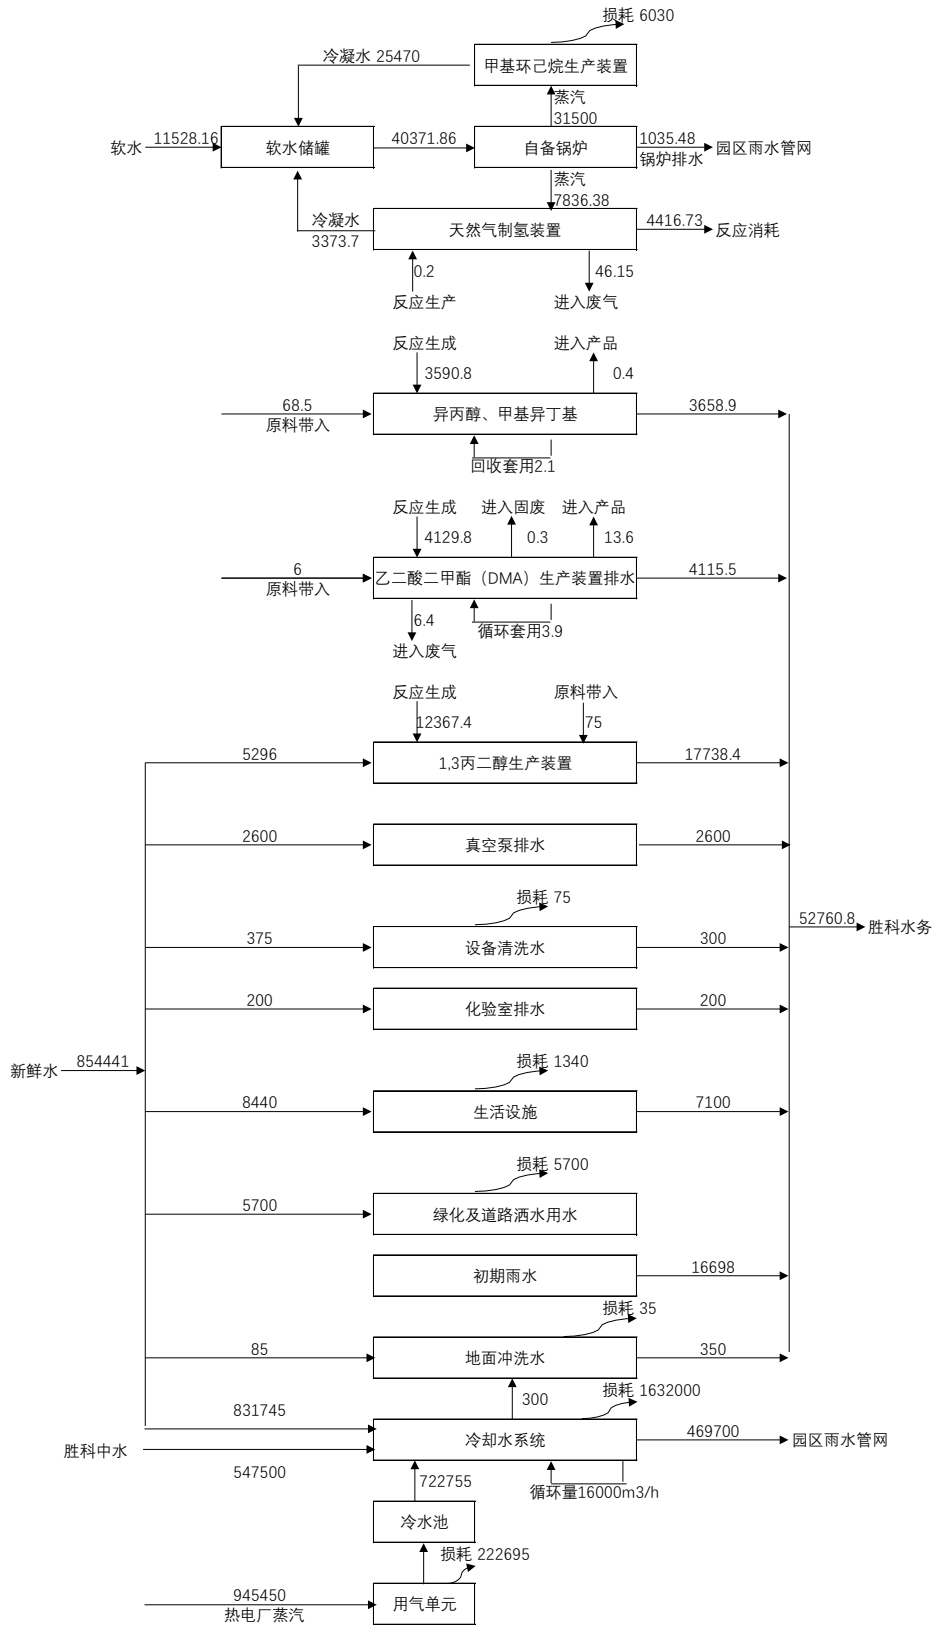 损耗 6030
冷凝水 25470
甲基环己烷生产装置
蒸汽
31500
软水
11528.16
软水储罐
40371.86
自备锅炉
1035.48
锅炉排水
园区雨水管网
蒸汽
7836.38
冷凝水
3373.7
天然气制氢装置
4416.73
反应消耗
0.2
46.15
反应生产
进入废气
反应生成
进入产品
3590.8
0.4
68.5
原料带入
异丙醇、甲基异丁基
3658.9
回收套用2.1
反应生成
进入固废
进入产品
4129.8
0.3
13.6
6
原料带入
乙二酸二甲酯（DMA）生产装置排水
4115.5
6.4
循环套用3.9
进入废气
反应生成
原料带入
12367.4
75
5296
1,3丙二醇生产装置
17738.4
2600
真空泵排水
2600
损耗 75
375
设备清洗水
300
52760.8
胜科水务
200
化验室排水
200
新鲜水
854441
损耗 1340
8440
生活设施
7100
损耗 5700
5700
绿化及道路洒水用水
初期雨水
16698
损耗 35
85
地面冲洗水
350
300
损耗 1632000
831745
冷却水系统
469700
园区雨水管网
胜科中水
547500
722755
循环量16000m3/h
冷水池
损耗 222695
945450
热电厂蒸汽
用气单元